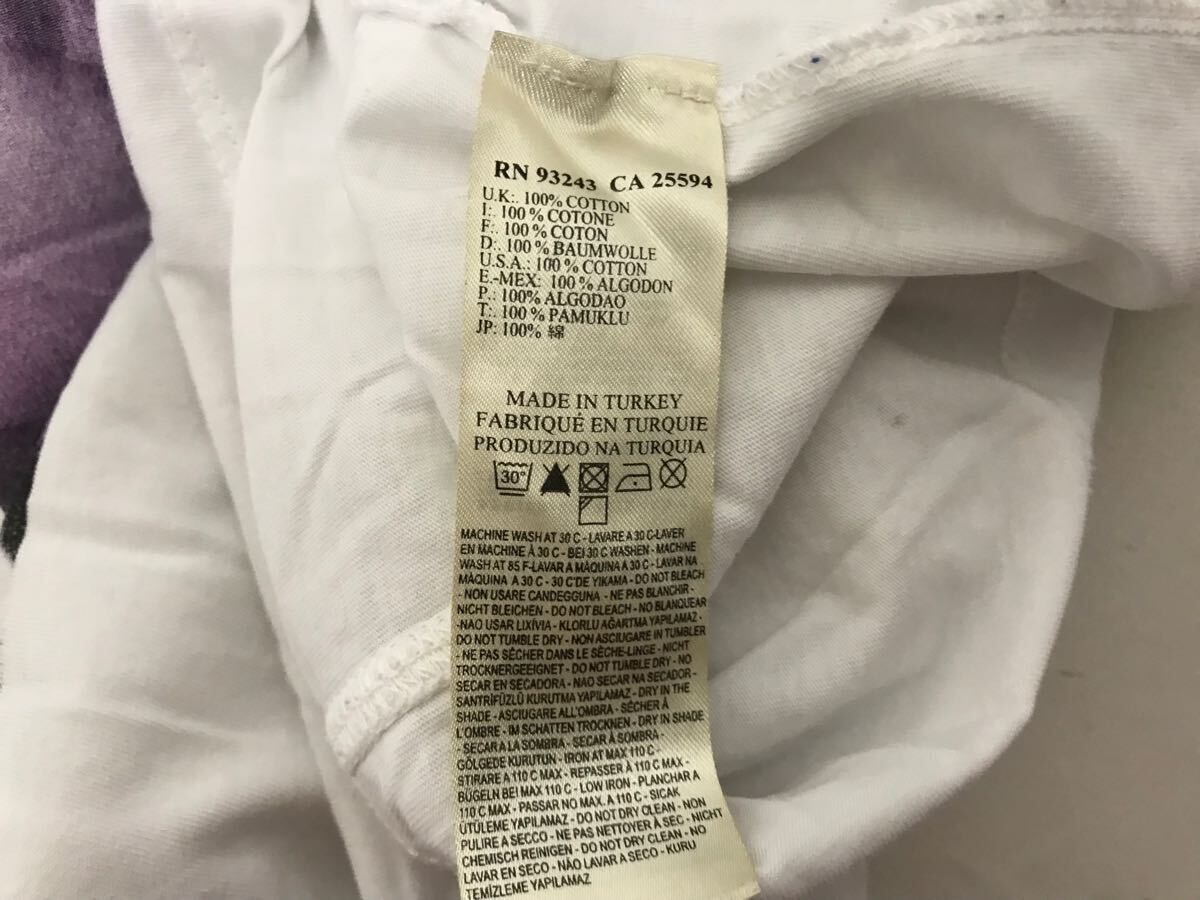 RN 93243 CA 25594
U.K:. 100% COTTON
I:. 100 % COTONE
F:. 100 % COTON
D:. 100 % BAUMWOLLE
U.S.A.: 100 % COTTON
E.-MEX: 100 % ALGODON
P.: 100% ALGODAO
T.: 100 % PAMUKLU
JP: 100% 綿
MADE IN TURKEY
FABRIQUÉ EN TURQUIE
PRODUZIDO NA TURQUIA
30°
MACHINE WASH AT 30 C - LAVARE A 30 C-LAVER
EN MACHINE À 30 C - BEI 30 C WASHEN - MACHINE
WASH AT 85 F-LAVAR A MÁQUINA A 30 C - LAVAR NA
MÁQUINA A 30 C - 30 C'DE YIKAMA - DO NOT BLEACH
- NON USARE CANDEGGUNA - NE PAS BLANCHIR -
NICHT BLEICHEN - DO NOT BLEACH - NO BLANQUEAR
-NAO USAR LIXÍVIA - KLORLU AĞARTMA YAPILAMAZ -
DO NOT TUMBLE DRY - NON ASCIUGARE IN TUMBLER
- NE PAS SÉCHER DANS LE SÈCHE-LINGE - NICHT
TROCKNERGEEIGNET - DO NOT TUMBLE DRY - NO
SECAR EN SECADORA - NAO SECAR NA SECADOR -
SANTRİFÜZLÜ KURUTMA YAPILAMAZ - DRY IN THE
SHADE - ASCIUGARE ALL'OMBRA - SÉCHER À
L'OMBRE - IM SCHATTEN TROCKNEN - DRY IN SHADE
- SECAR A LA SOMBRA - SECAR À SOMBRA -
GÖLGEDE KURUTUN - IRON AT MAX 110 C -
STIRARE A 110 C MAX - REPASSER À 110 C MAX -
BÜGELN BEI MAX 110 C - LOW IRON - PLANCHAR A
110 C MAX - PASSAR NO MAX. A 110 C - SICAK
ÜTÜLEME YAPILAMAZ - DO NOT DRY CLEAN - NON
PULIRE A SECCO - NE PAS NETTOYER À SEC - NICHT
CHEMISCH REINIGEN - DO NOT DRY CLEAN - NO
LAVAR EN SECO - NÃO LAVAR A SECO - KURU
TEMİZLEME YAPILAMAZ